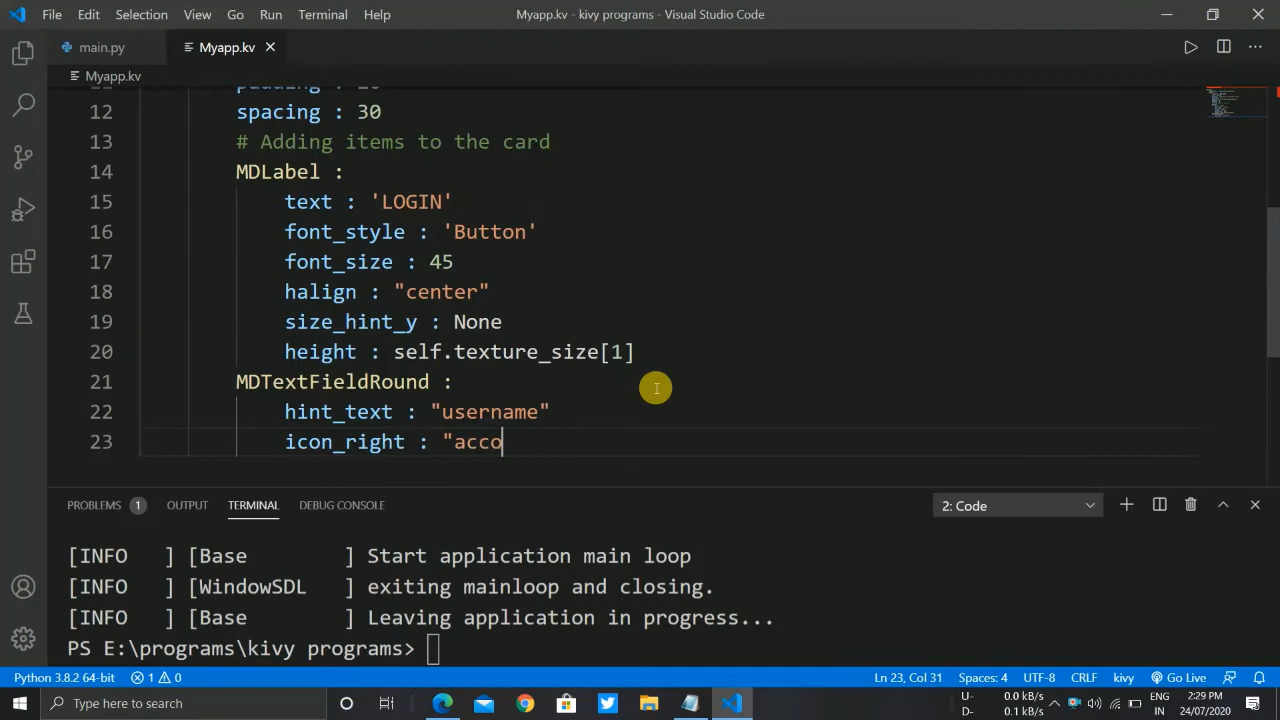 File Edit Selection View Go Run Terminal Help Myapp.kv - kivy programs - Visual Studio Code
main.py Myapp.kv
Myapp.kv
12 spacing : 30
13 # Adding items to the card
14 MDLabel :
15 text : 'LOGIN'
16 font_style : 'Button'
17 font_size : 45
18 halign : "center"
19 size_hint_y : None
20 height : self.texture_size[1]
21 MDTextFieldRound :
22 hint_text : "username"
23 icon_right : "acco
PROBLEMS 1 OUTPUT TERMINAL DEBUG CONSOLE 2: Code
[INFO ] [Base ] Start application main loop
[INFO ] [WindowSDL ] exiting mainloop and closing.
[INFO ] [Base ] Leaving application in progress...
PS E:\programs\kivy programs>
Python 3.8.2 64-bit 1 0 Ln 23, Col 31 Spaces: 4 UTF-8 CRLF kivy Go Live
Type here to search
U- 0.0 kB/s ENG 2:29 PM
D- 0.1 kB/s IN 24/07/2020